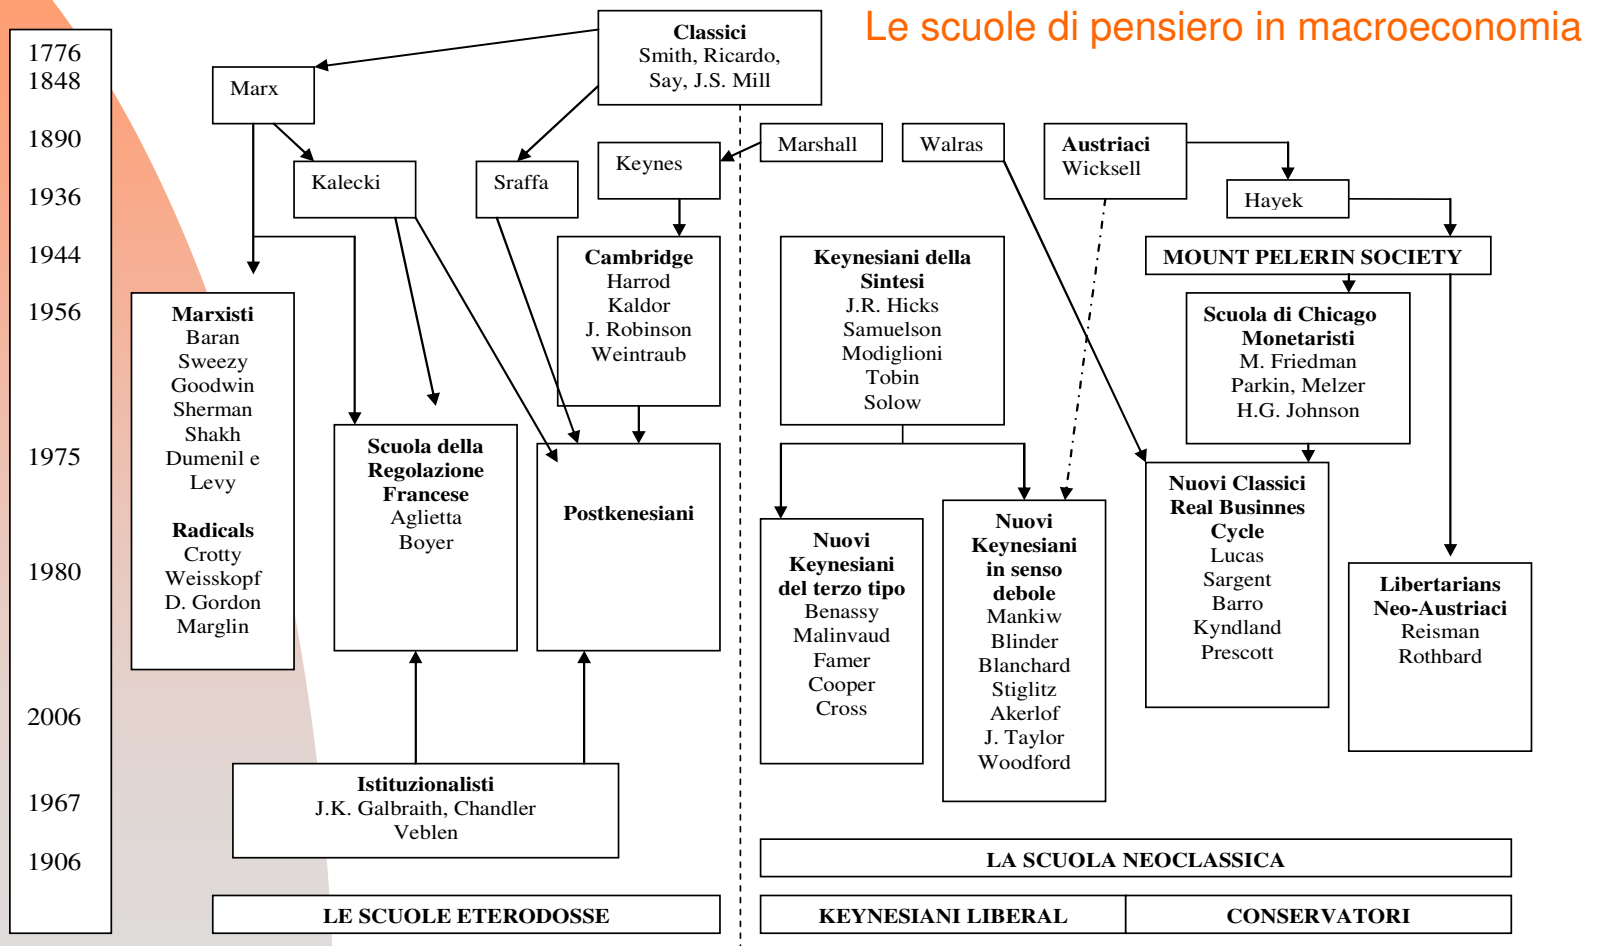 Le scuole di pensiero in macroeconomia
1776
1848
1890
1936
1944
1956
1975
1980
2006
1967
1906
Classici
Smith, Ricardo,
Say, J.S. Mill
Marx
Kalecki
Sraffa
Keynes
Marshall
Walras
Austriaci
Wicksell
Hayek
Cambridge
Harrod
Kaldor
J. Robinson
Weintraub
Keynesiani della
Sintesi
J.R. Hicks
Samuelson
Modiglioni
Tobin
Solow
MOUNT PELERIN SOCIETY
Scuola di Chicago
Monetaristi
M. Friedman
Parkin, Melzer
H.G. Johnson
Marxisti
Baran
Sweezy
Goodwin
Sherman
Shakh
Dumenil e
Levy
Radicals
Crotty
Weisskopf
D. Gordon
Marglin
Scuola della
Regolazione
Francese
Aglietta
Boyer
Postkenesiani
Nuovi
Keynesiani
del terzo tipo
Benassy
Malinvaud
Famer
Cooper
Cross
Nuovi
Keynesiani
in senso
debole
Mankiw
Blinder
Blanchard
Stiglitz
Akerlof
J. Taylor
Woodford
Nuovi Classici
Real Businnes
Cycle
Lucas
Sargent
Barro
Kyndland
Prescott
Libertarians
Neo-Austriaci
Reisman
Rothbard
Istituzionalisti
J.K. Galbraith, Chandler
Veblen
LA SCUOLA NEOCLASSICA
LE SCUOLE ETERODOSSE
KEYNESIANI LIBERAL
CONSERVATORI